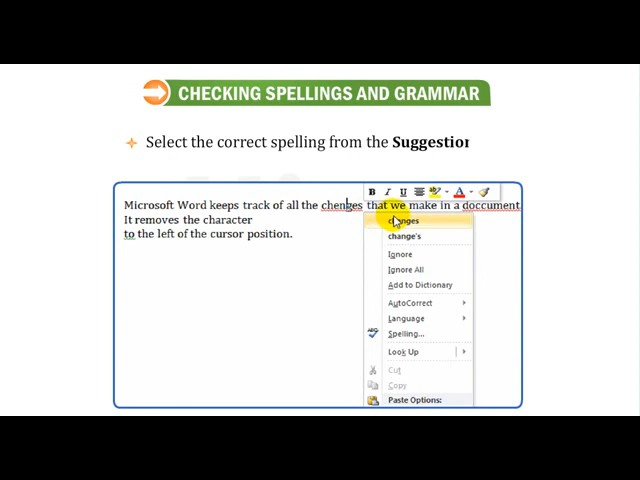 CHECKING SPELLINGS AND GRAMMAR
Select the correct spelling from the Suggestion
B I U A
Microsoft Word keeps track of all the chenges that we make in a doccument.
It removes the character
to the left of the cursor position.
changes
change's
Ignore
Ignore All
Add to Dictionary
AutoCorrect
Language
ABC Spelling...
Look Up
Cut
Copy
Paste Options: